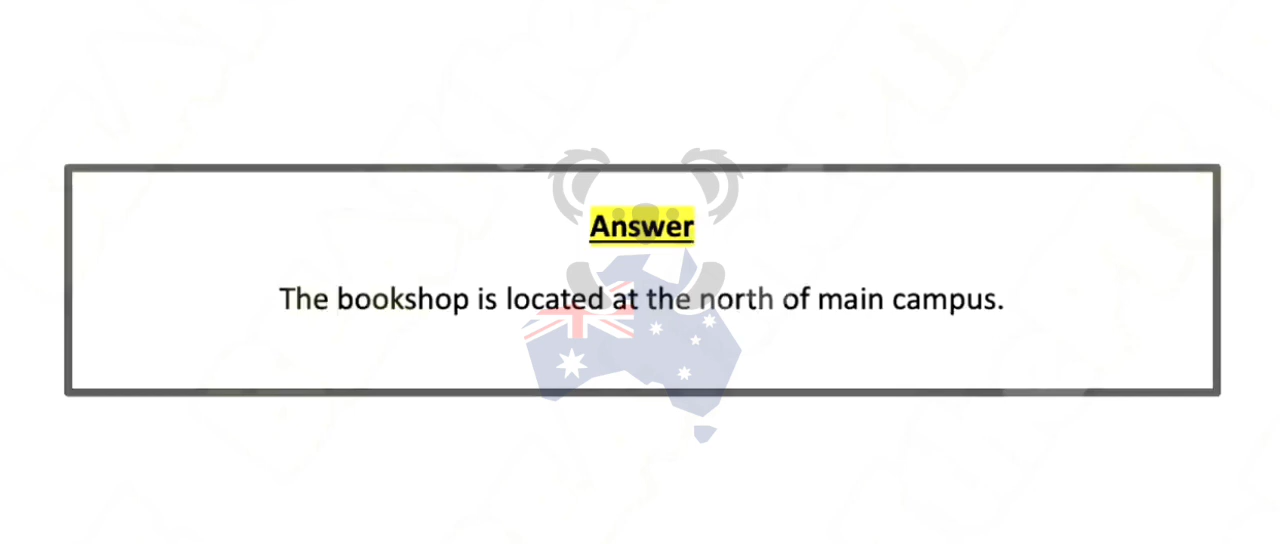 Answer
The bookshop is located at the north of main campus.